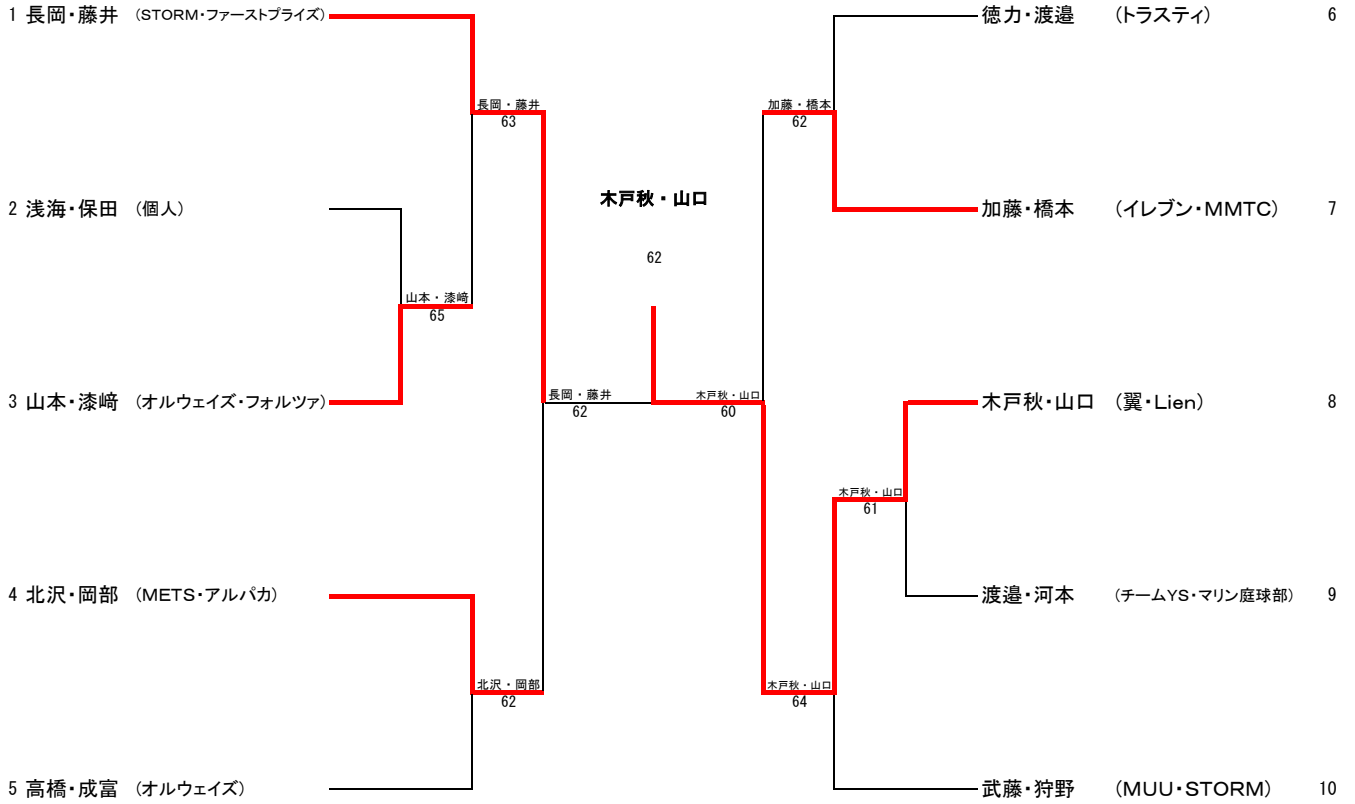 1 長岡・藤井 (STORM・ファーストプライズ)
徳力・渡邉 (トラスティ) 6
長岡・藤井
63
加藤・橋本
62
木戸秋・山口
2 浅海・保田 (個人)
加藤・橋本 (イレブン・MMTC) 7
62
山本・漆﨑
65
長岡・藤井
62
木戸秋・山口
60
3 山本・漆﨑 (オルウェイズ・フォルツァ)
木戸秋・山口 (翼・Lien) 8
木戸秋・山口
61
4 北沢・岡部 (METS・アルパカ)
渡邉・河本 (チームYS・マリン庭球部) 9
北沢・岡部
62
木戸秋・山口
64
5 高橋・成富 (オルウェイズ)
武藤・狩野 (MUU・STORM) 10